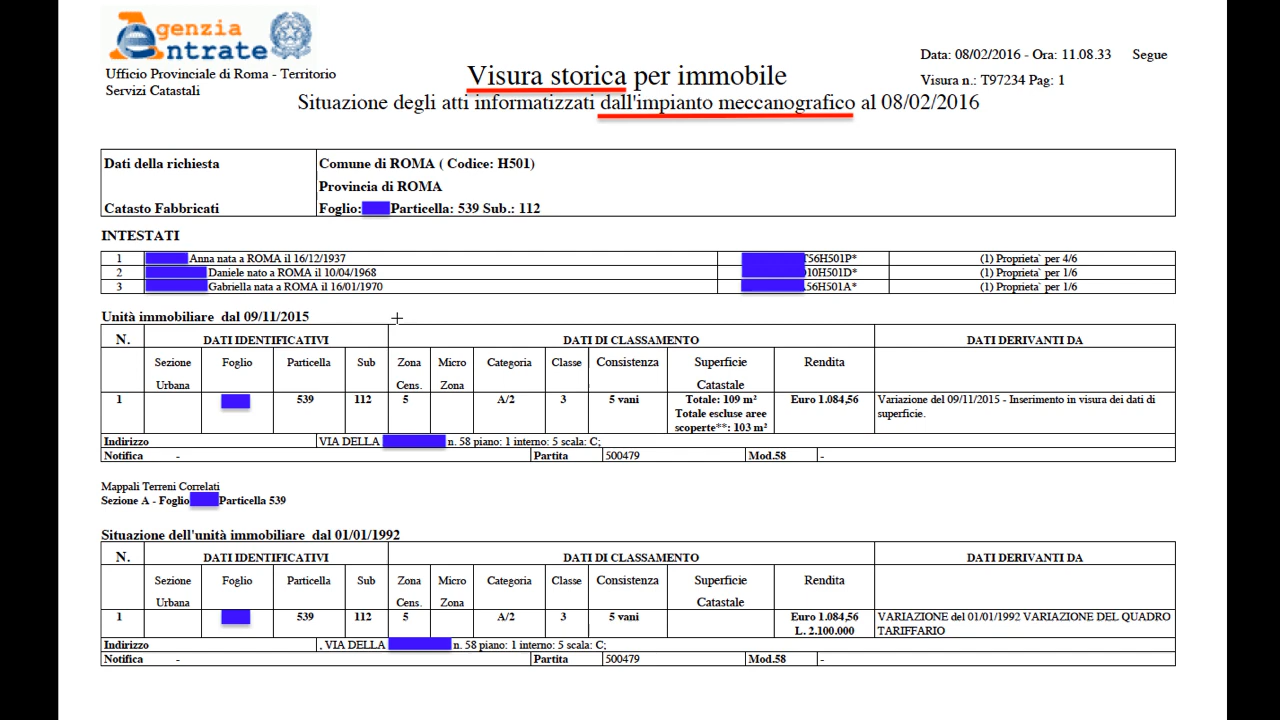 Agenzia
Entrate
Ufficio Provinciale di Roma - Territorio
Servizi Catastali
Visura storica per immobile
Situazione degli atti informatizzati dall'impianto meccanografico al 08/02/2016
Data: 08/02/2016 - Ora: 11.08.33 Segue
Visura n.: T97234 Pag: 1
Dati della richiesta Comune di ROMA ( Codice: H501)
Provincia di ROMA
Catasto Fabbricati Foglio: Particella: 539 Sub.: 112
INTESTATI
1 Anna nata a ROMA il 16/12/1937 T56H501P* (1) Proprieta` per 4/6
2 Daniele nato a ROMA il 10/04/1968 10H501D* (1) Proprieta` per 1/6
3 Gabriella nata a ROMA il 16/01/1970 56H501A* (1) Proprieta` per 1/6
Unità immobiliare dal 09/11/2015
N. DATI IDENTIFICATIVI DATI DI CLASSAMENTO DATI DERIVANTI DA
Sezione Foglio Particella Sub Zona Micro Categoria Classe Consistenza Superficie Rendita
Urbana Cens. Zona Catastale
1 539 112 5 A/2 3 5 vani Totale: 109 m² Euro 1.084,56 Variazione del 09/11/2015 - Inserimento in visura dei dati di
Totale escluse aree superficie.
scoperte**: 103 m²
Indirizzo VIA DELLA n. 58 piano: 1 interno: 5 scala: C;
Notifica - Partita 500479 Mod.58 -
Mappali Terreni Correlati
Sezione A - Foglio Particella 539
Situazione dell'unità immobiliare dal 01/01/1992
N. DATI IDENTIFICATIVI DATI DI CLASSAMENTO DATI DERIVANTI DA
Sezione Foglio Particella Sub Zona Micro Categoria Classe Consistenza Superficie Rendita
Urbana Cens. Zona Catastale
1 539 112 5 A/2 3 5 vani Euro 1.084,56 VARIAZIONE del 01/01/1992 VARIAZIONE DEL QUADRO
L. 2.100.000 TARIFFARIO
Indirizzo , VIA DELLA n. 58 piano: 1 interno: 5 scala: C;
Notifica - Partita 500479 Mod.58 -